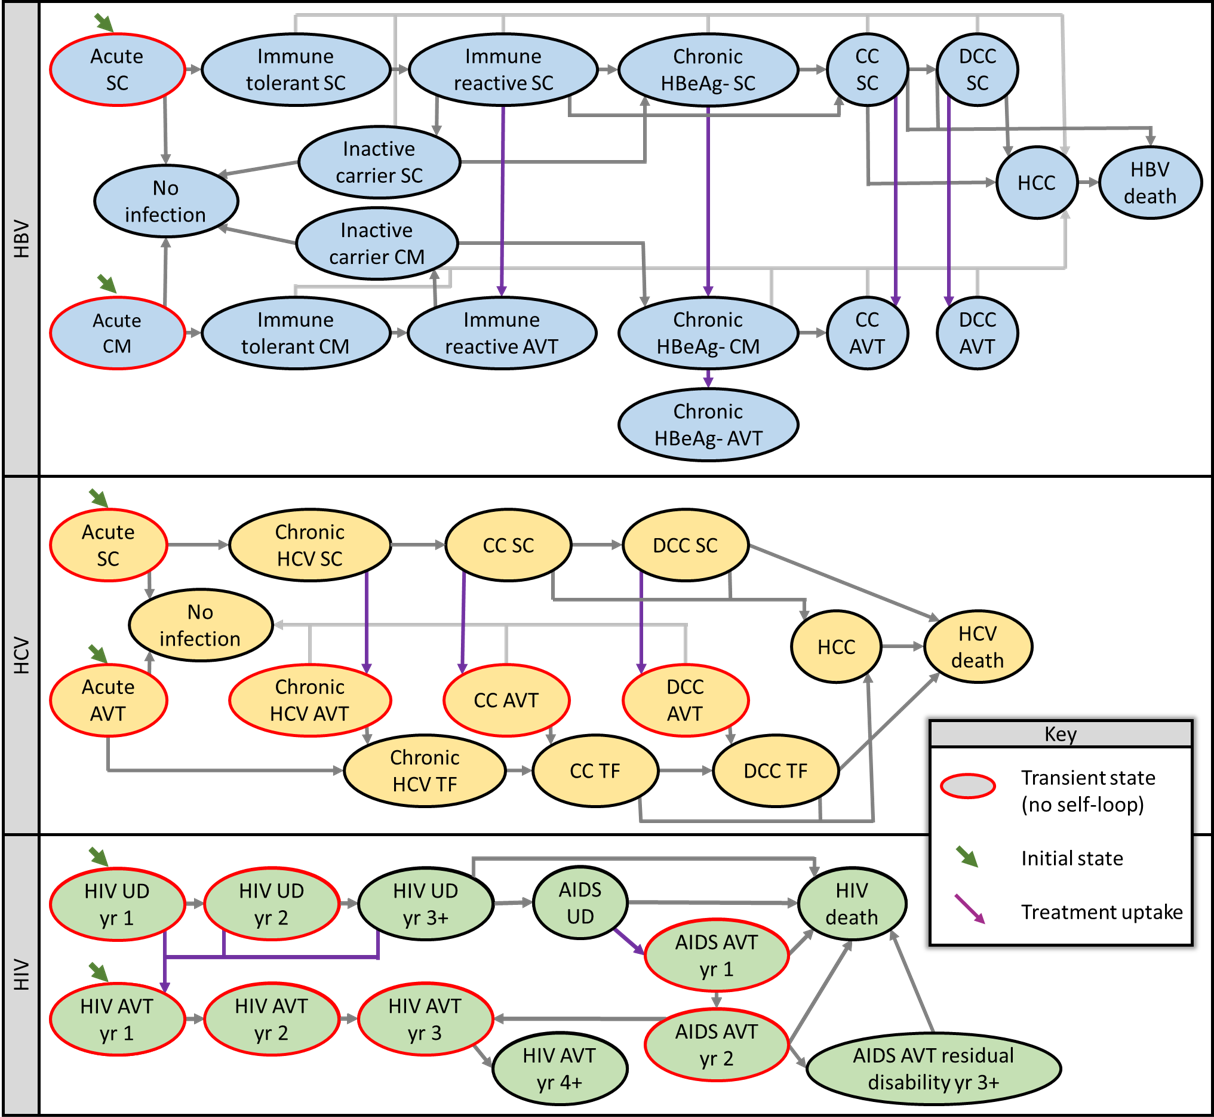 HBV
Acute
SC
Immune
tolerant SC
Immune
reactive SC
Chronic
HBeAg- SC
CC
SC
DCC
SC
Inactive
carrier SC
No
infection
HCC
HBV
death
Inactive
carrier CM
Acute
CM
Immune
tolerant CM
Immune
reactive AVT
Chronic
HBeAg- CM
CC
AVT
DCC
AVT
Chronic
HBeAg- AVT
HCV
Acute
SC
Chronic
HCV SC
CC SC
DCC SC
No
infection
HCC
HCV
death
Acute
AVT
Chronic
HCV AVT
CC AVT
DCC
AVT
Chronic
HCV TF
CC TF
DCC TF
Key
Transient state
(no self-loop)
Initial state
Treatment uptake
HIV
HIV UD
yr 1
HIV UD
yr 2
HIV UD
yr 3+
AIDS
UD
HIV
death
AIDS AVT
yr 1
HIV AVT
yr 1
HIV AVT
yr 2
HIV AVT
yr 3
AIDS AVT
yr 2
HIV AVT
yr 4+
AIDS AVT residual
disability yr 3+